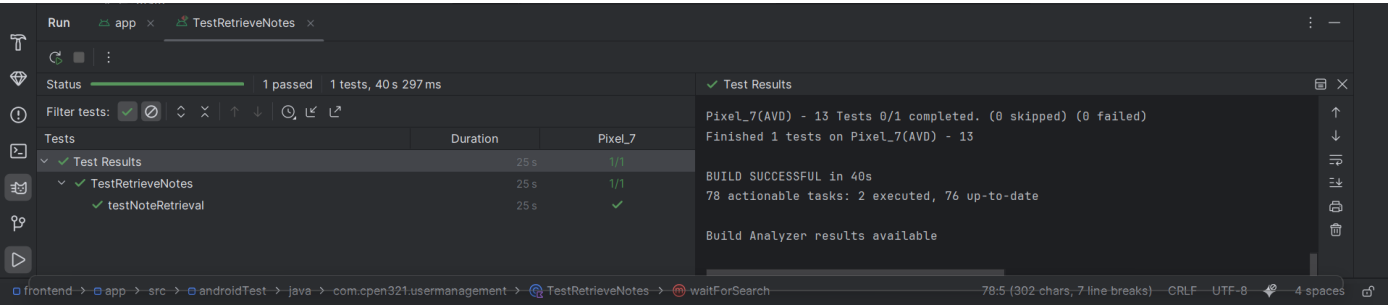 Run app TestRetrieveNotes
Status 1 passed 1 tests, 40 s 297 ms
Filter tests:
Tests Duration Pixel_7
Test Results 25 s 1/1
TestRetrieveNotes 25 s 1/1
testNoteRetrieval 25 s
Test Results
Pixel_7(AVD) - 13 Tests 0/1 completed. (0 skipped) (0 failed)
Finished 1 tests on Pixel_7(AVD) - 13
BUILD SUCCESSFUL in 40s
78 actionable tasks: 2 executed, 76 up-to-date
Build Analyzer results available
frontend > app > src > androidTest > java > com.cpen321.usermanagement > TestRetrieveNotes > waitForSearch 78:5 (302 chars, 7 line breaks) CRLF UTF-8 4 spaces